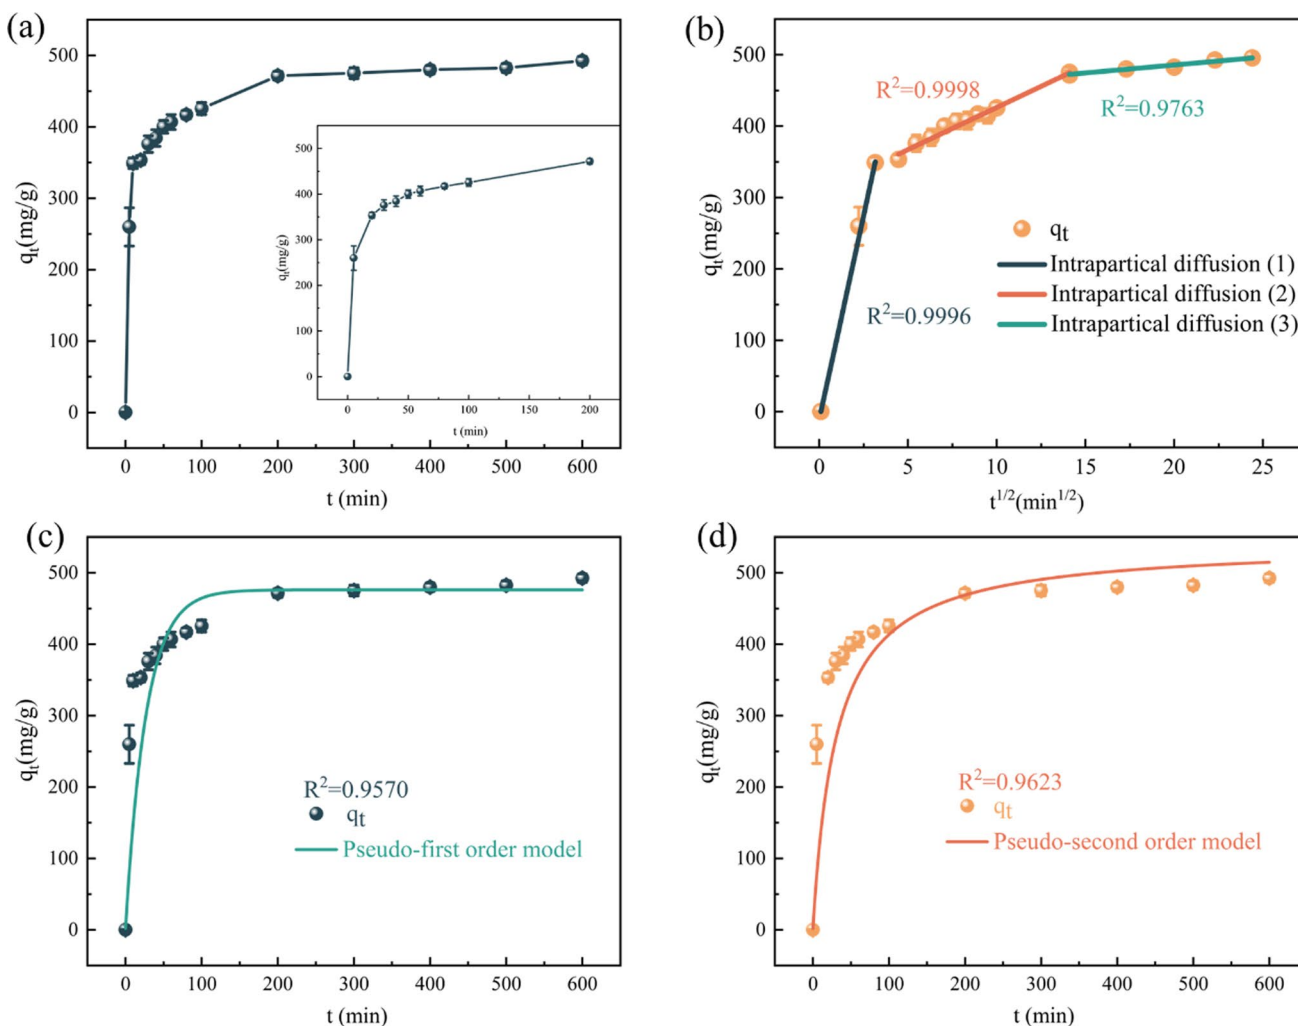 (a)
500
400
300
200
100
0
qt(mg/g)
0 100 200 300 400 500 600
t (min)
500
400
300
200
100
0
qt(mg/g)
0 50 100 150 200
t (min)
(b)
500
400
300
200
100
0
qt(mg/g)
R²=0.9998
R²=0.9763
R²=0.9996
qt
Intrapartical diffusion (1)
Intrapartical diffusion (2)
Intrapartical diffusion (3)
0 5 10 15 20 25
t1/2(min1/2)
(c)
500
400
300
200
100
0
qt(mg/g)
R²=0.9570
qt
Pseudo-first order model
0 100 200 300 400 500 600
t (min)
(d)
500
400
300
200
100
0
qt(mg/g)
R²=0.9623
qt
Pseudo-second order model
0 100 200 300 400 500 600
t (min)